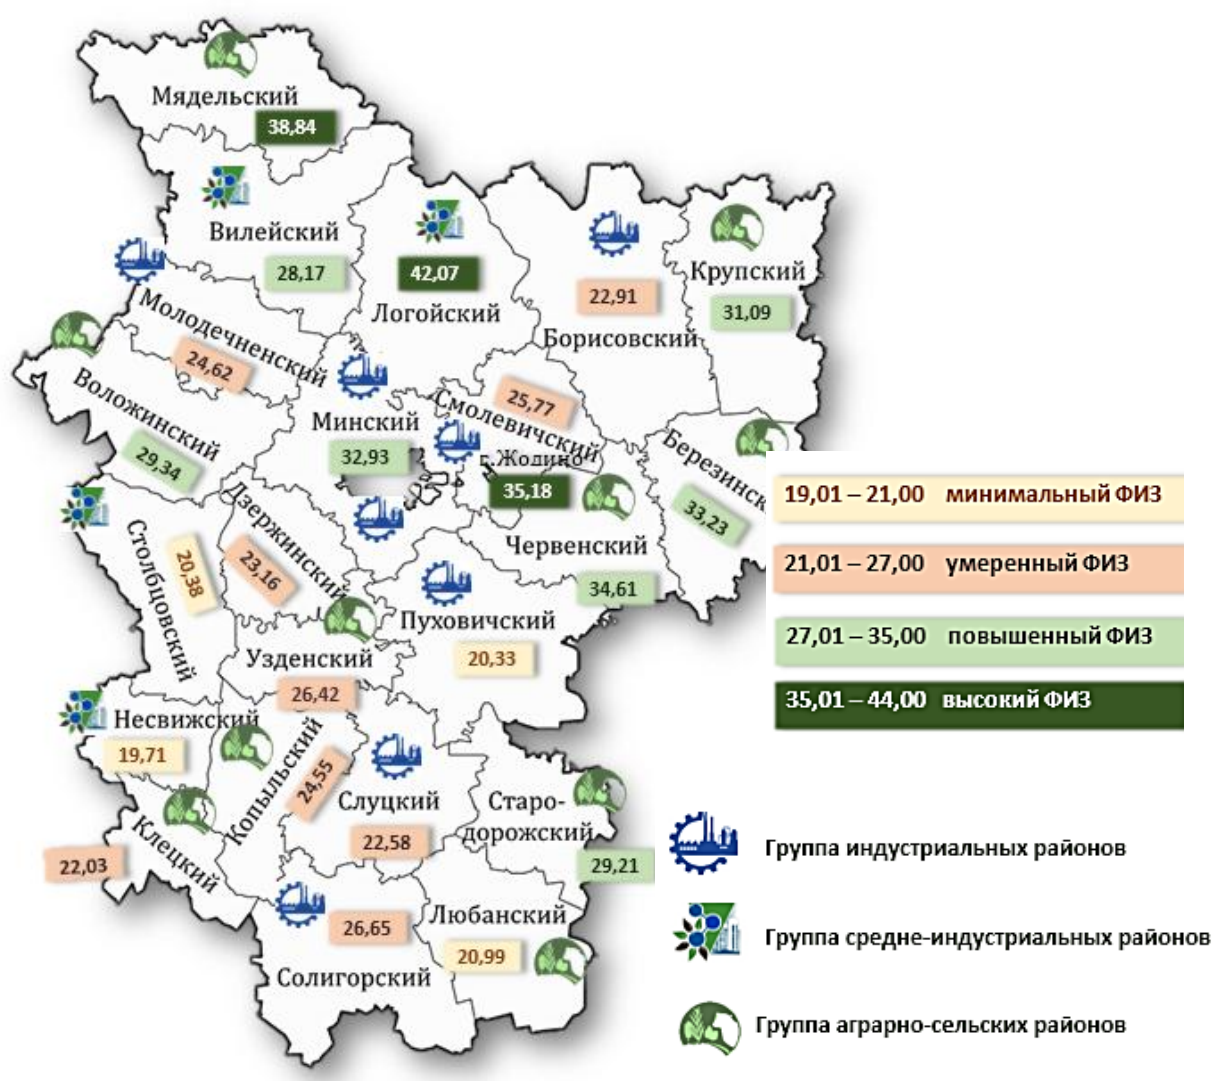 Мядельский
38,84
Вилейский
28,17
42,07
Логойский
22,91
Борисовский
Крупский
31,09
Молодечненский
24,62
Воложинский
29,34
Минский
32,93
25,77
Смолевичский
г.Жодино
35,18
Березинск
33,23
Червенский
34,61
Дзержинский
23,16
Столбцовский
20,38
Пуховичский
20,33
Узденский
26,42
Несвижский
19,71
Копыльский
24,55
Клецкий
22,03
Слуцкий
22,58
Старо-
дорожский
29,21
26,65
Солигорский
Любанский
20,99
19,01 – 21,00 минимальный ФИЗ
21,01 – 27,00 умеренный ФИЗ
27,01 – 35,00 повышенный ФИЗ
35,01 – 44,00 высокий ФИЗ
Группа индустриальных районов
Группа средне-индустриальных районов
Группа аграрно-сельских районов